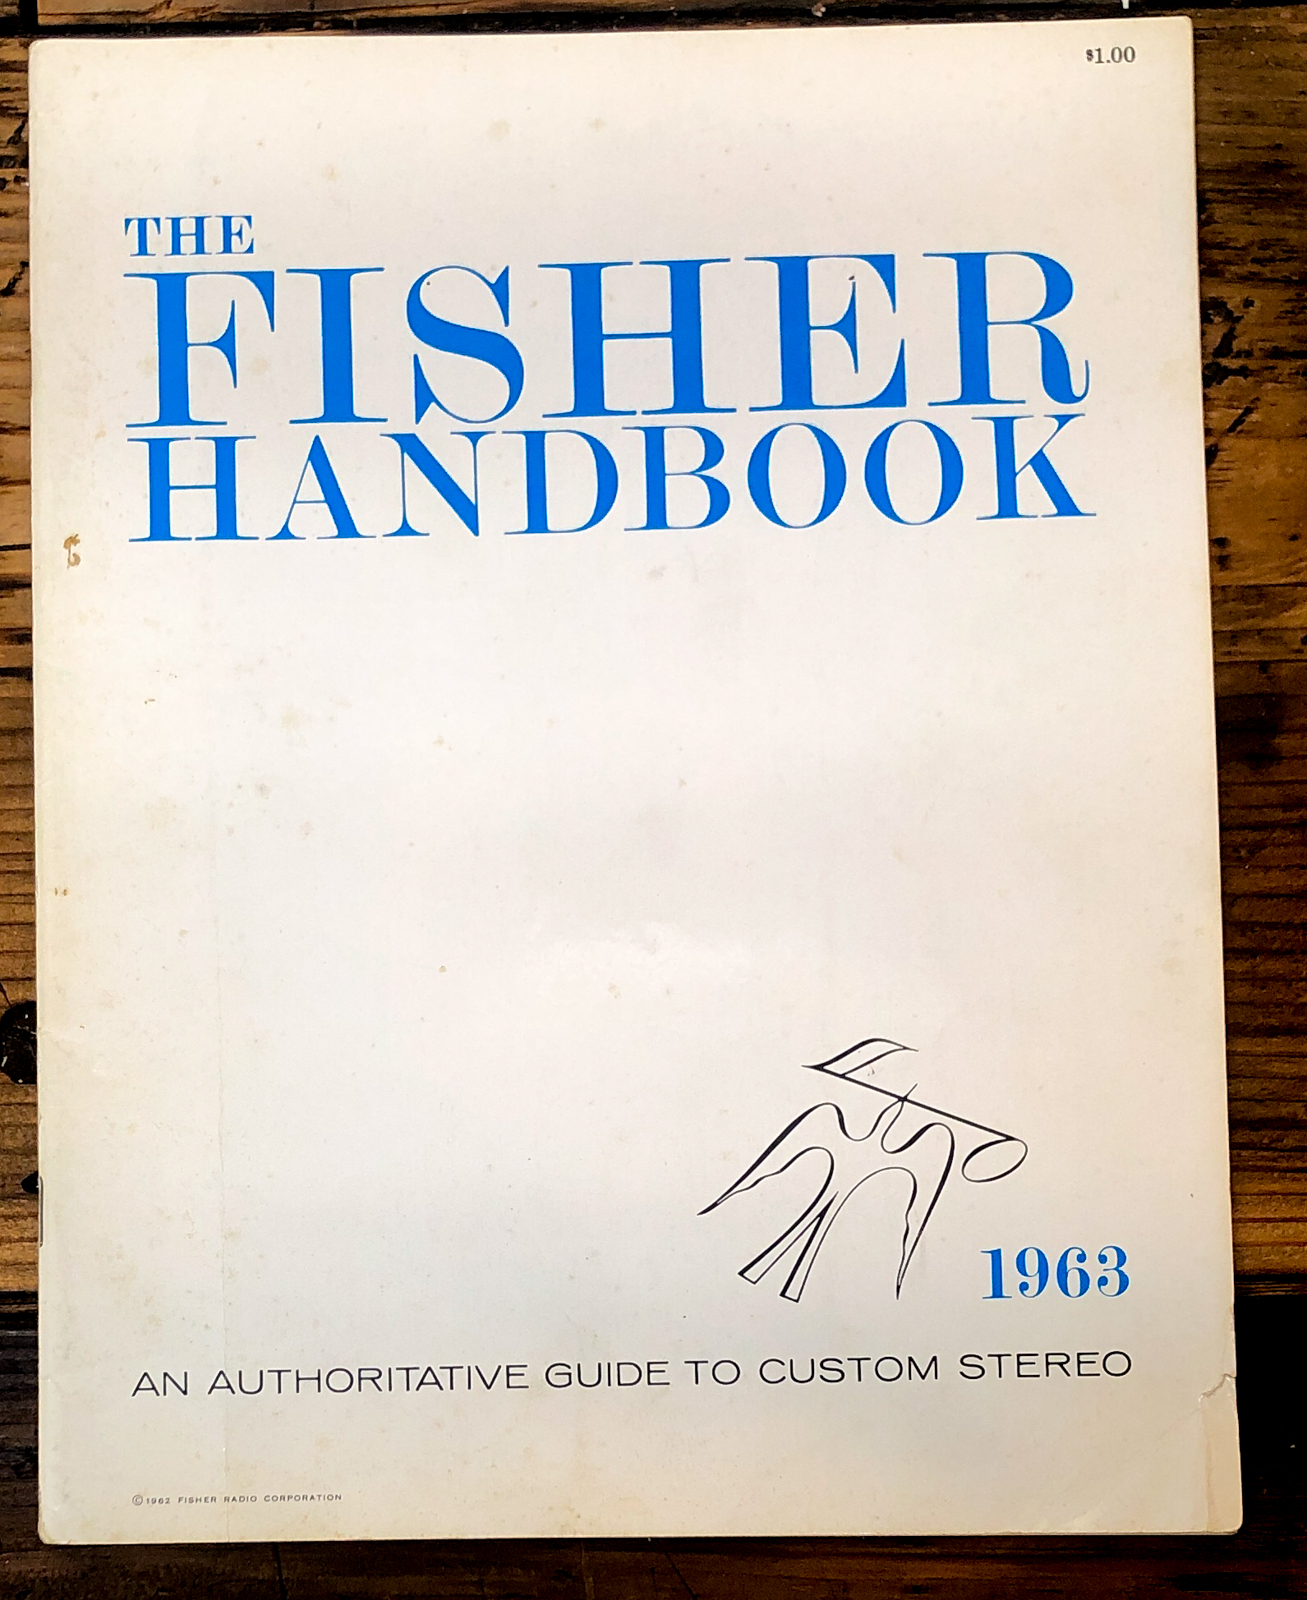 $1.00
THE
FISHER
HANDBOOK
1963
AN AUTHORITATIVE GUIDE TO CUSTOM STEREO
©1962 FISHER RADIO CORPORATION